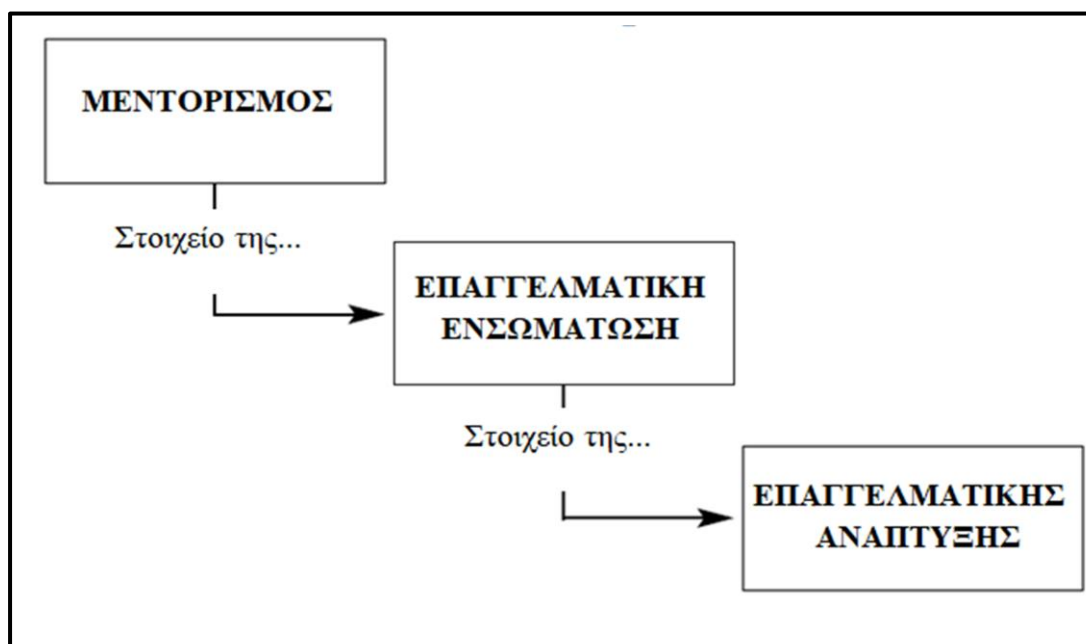 ΜΕΝΤΟΡΙΣΜΟΣ
Στοιχείο της...
ΕΠΑΓΓΕΛΜΑΤΙΚΗ
ΕΝΣΩΜΑΤΩΣΗ
Στοιχείο της...
ΕΠΑΓΓΕΛΜΑΤΙΚΗΣ
ΑΝΑΠΤΥΞΗΣ